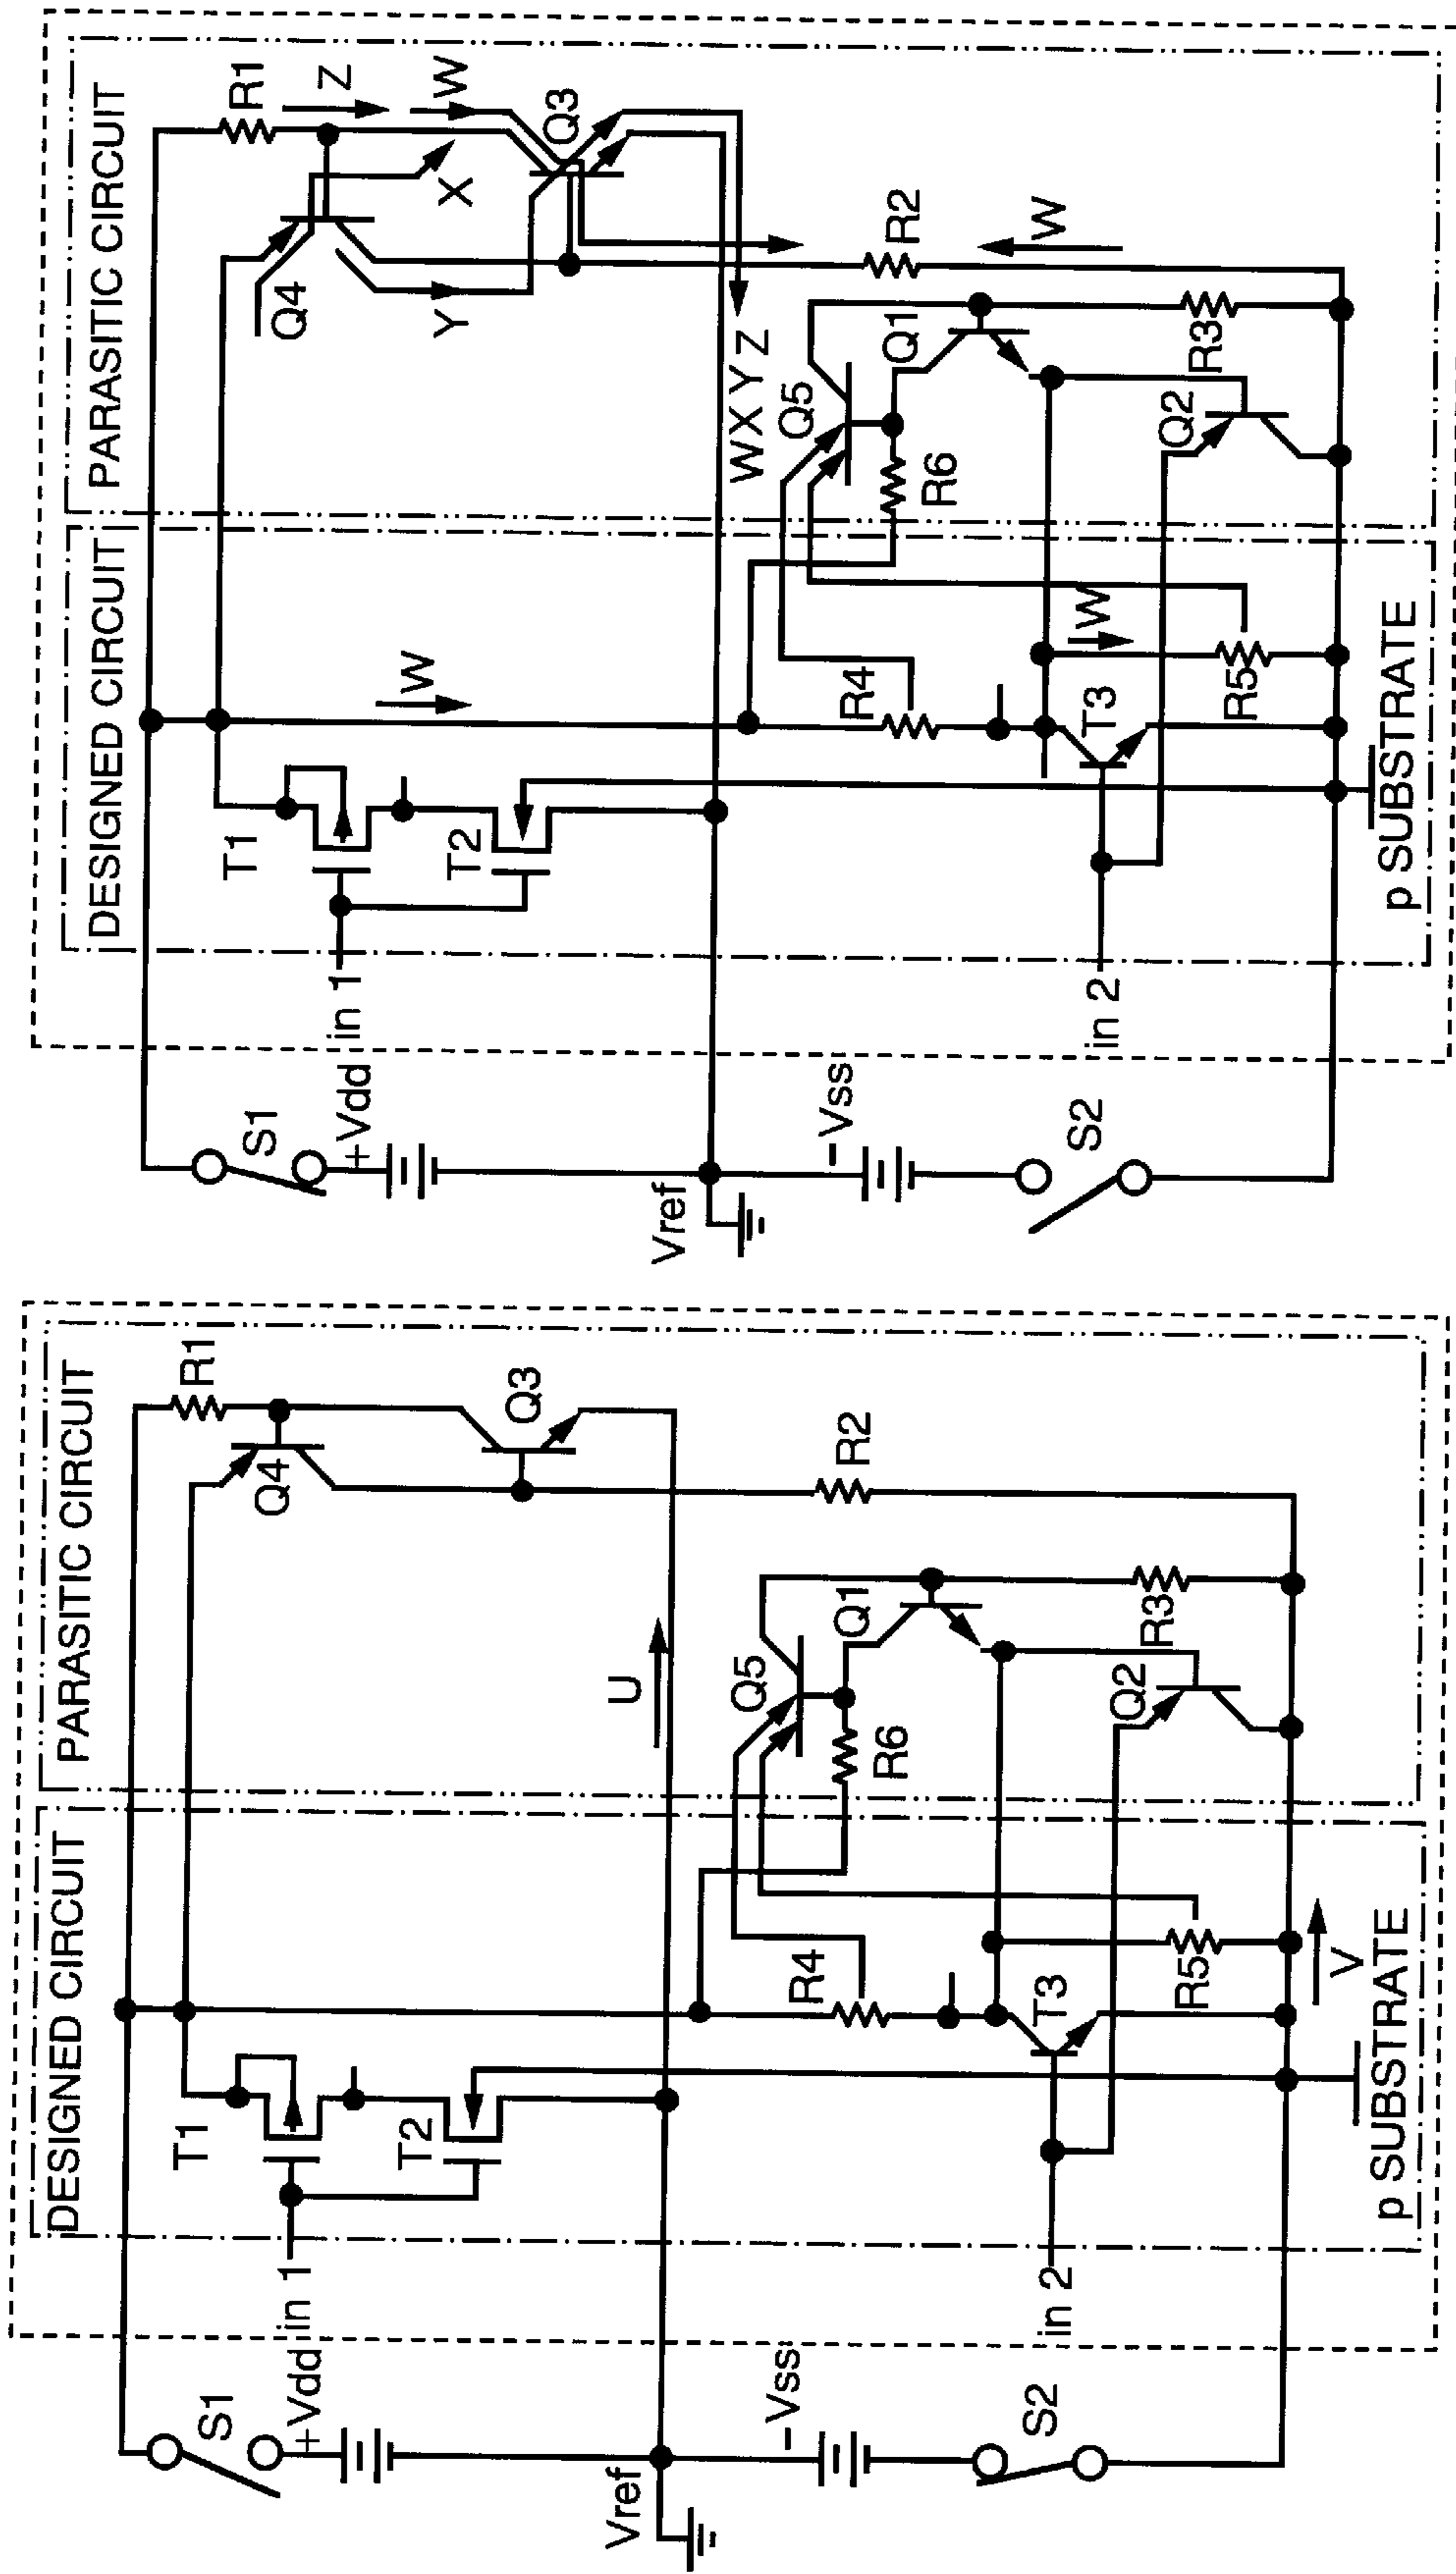 DESIGNED CIRCUIT
PARASITIC CIRCUIT
S1
+Vdd
in 1
T1
T2
Q4
R1
Q3
U
Vref
-Vss
S2
in 2
R4
T3
R5
Q5
R6
Q1
Q2
R3
R2
V
p SUBSTRATE
DESIGNED CIRCUIT
PARASITIC CIRCUIT
S1
+Vdd
in 1
T1
T2
W
Q4
R1
Z
X
Y
W
Q3
Vref
W X Y Z
-Vss
S2
in 2
R4
T3
W
R5
Q5
R6
Q1
Q2
R3
R2
W
p SUBSTRATE